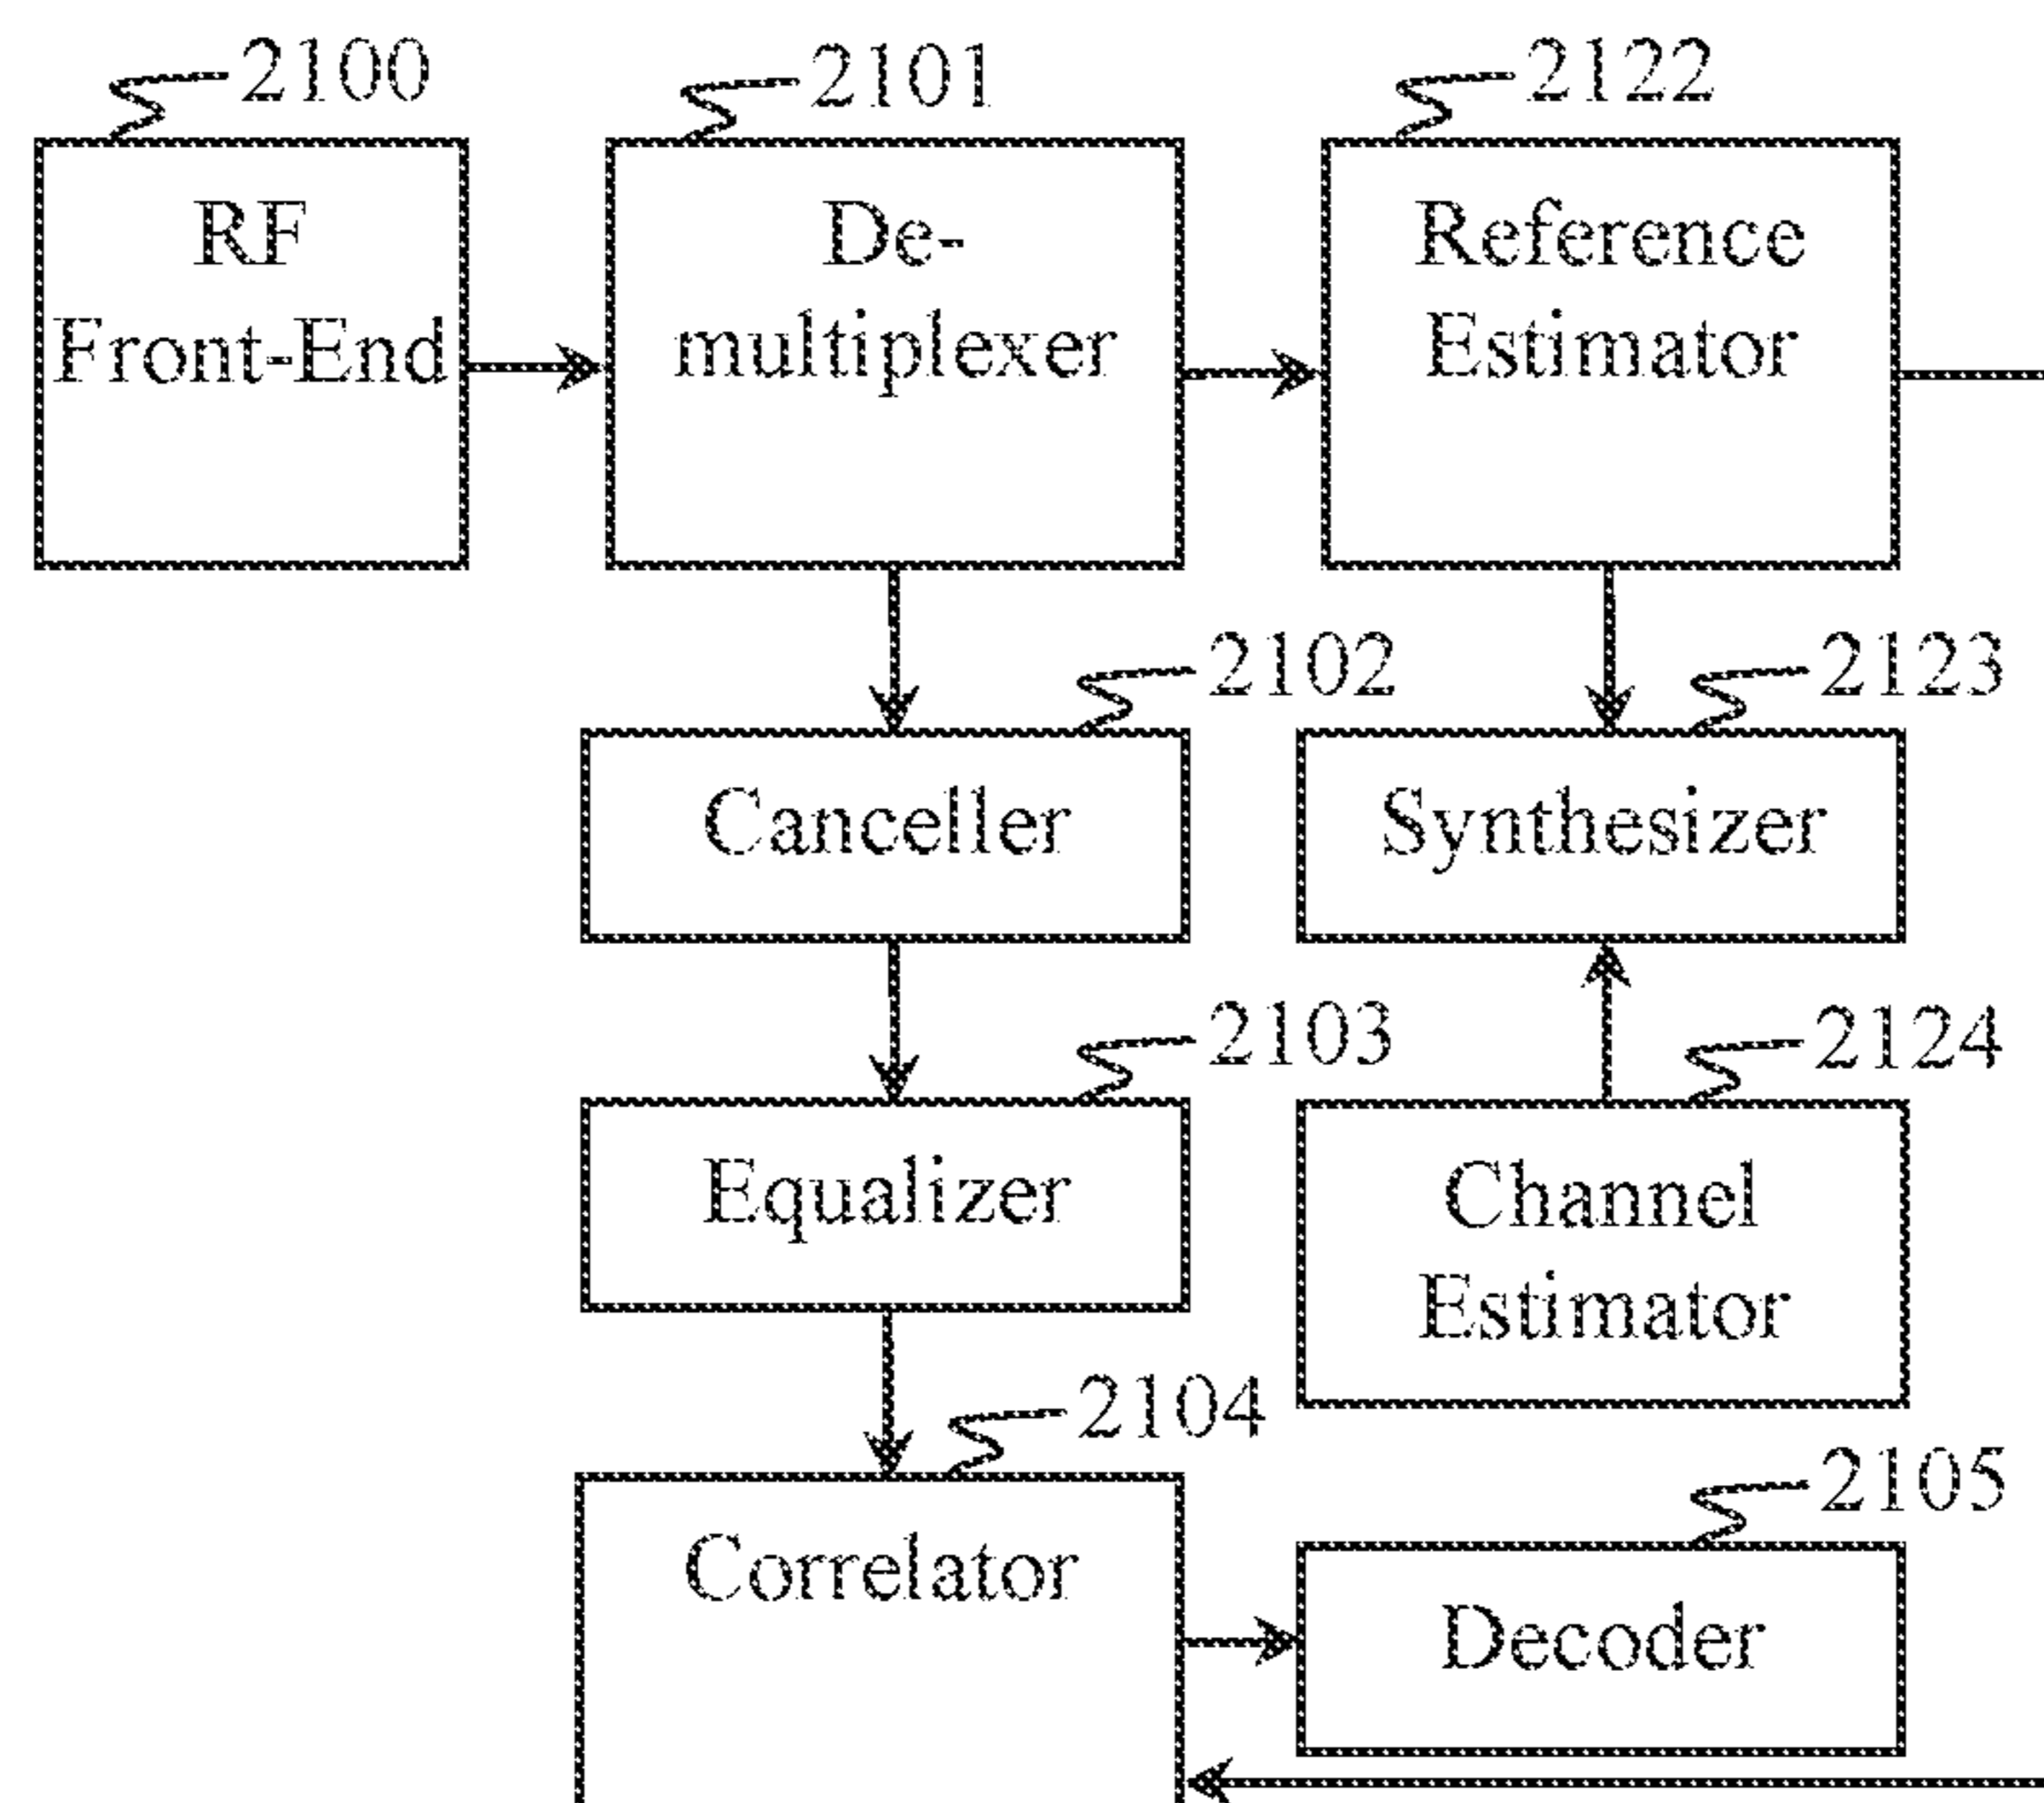 2100
2101
2122
RF
Front-End
De-
multiplexer
Reference
Estimator
2102
2123
Canceller
Synthesizer
2103
2124
Equalizer
Channel
Estimator
2104
2105
Correlator
Decoder